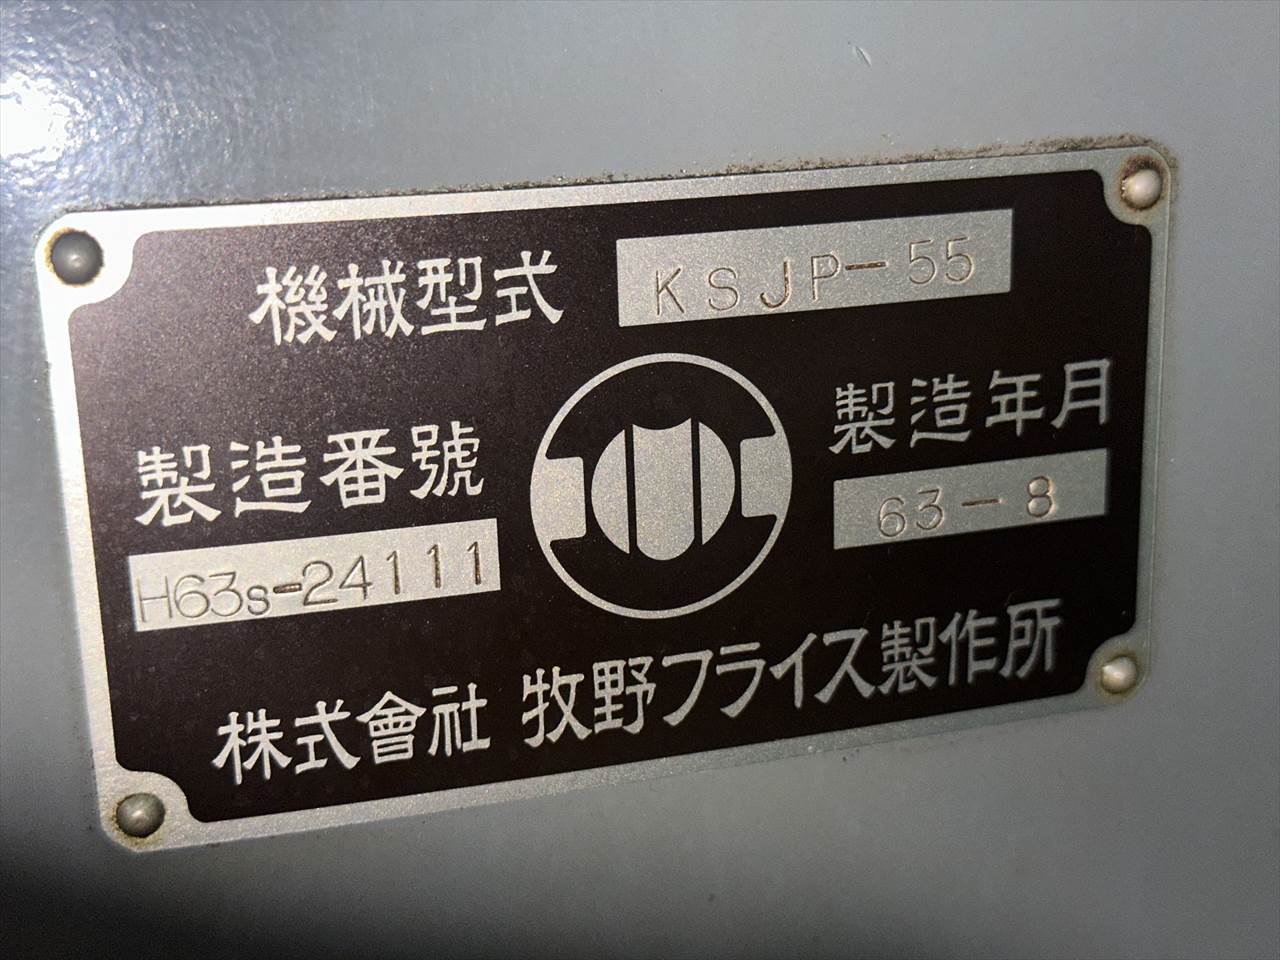 機械型式 KSJP-55
製造番號
H63s-24111
製造年月
63-8
株式會社 牧野フライス製作所